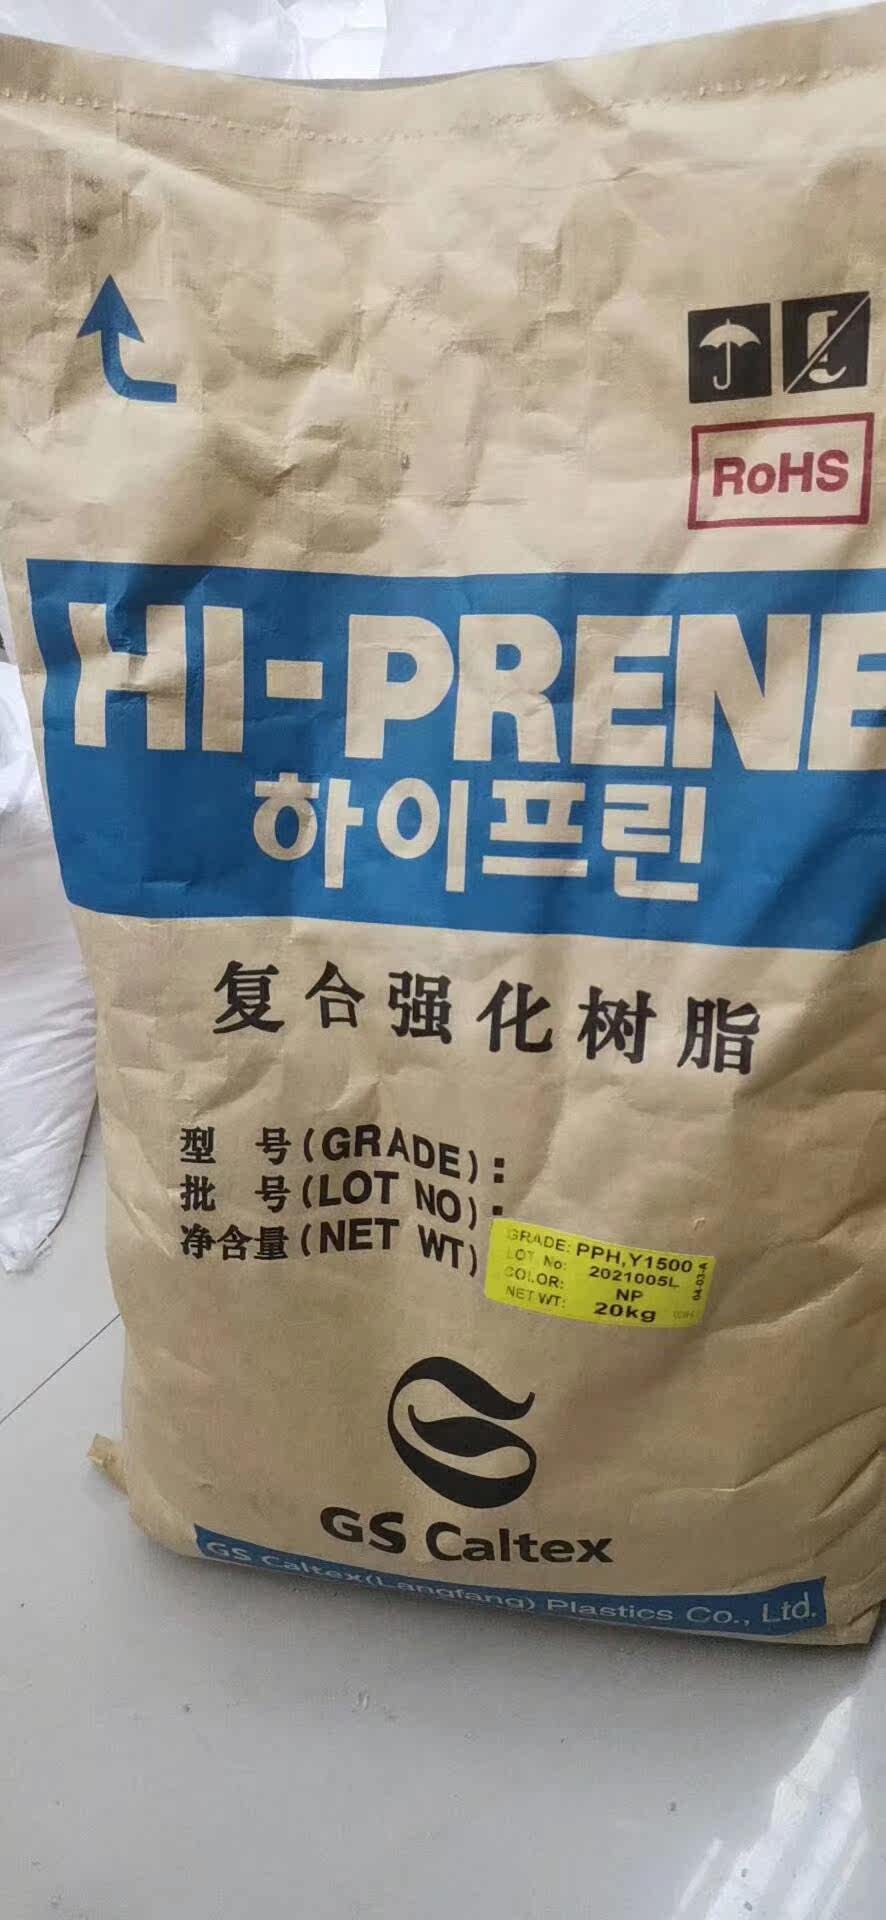 RoHS
HI-PRENE
하이프린
复合强化树脂
型 号(GRADE):
批 号(LOT NO):
净含量(NET WT)
GRADE: PPH,Y1500
LOT. No: 2021005L
COLOR: NP
NET WT: 20kg
04-03-A
GS Caltex
GS Caltex(Langfang) Plastics Co., Ltd.